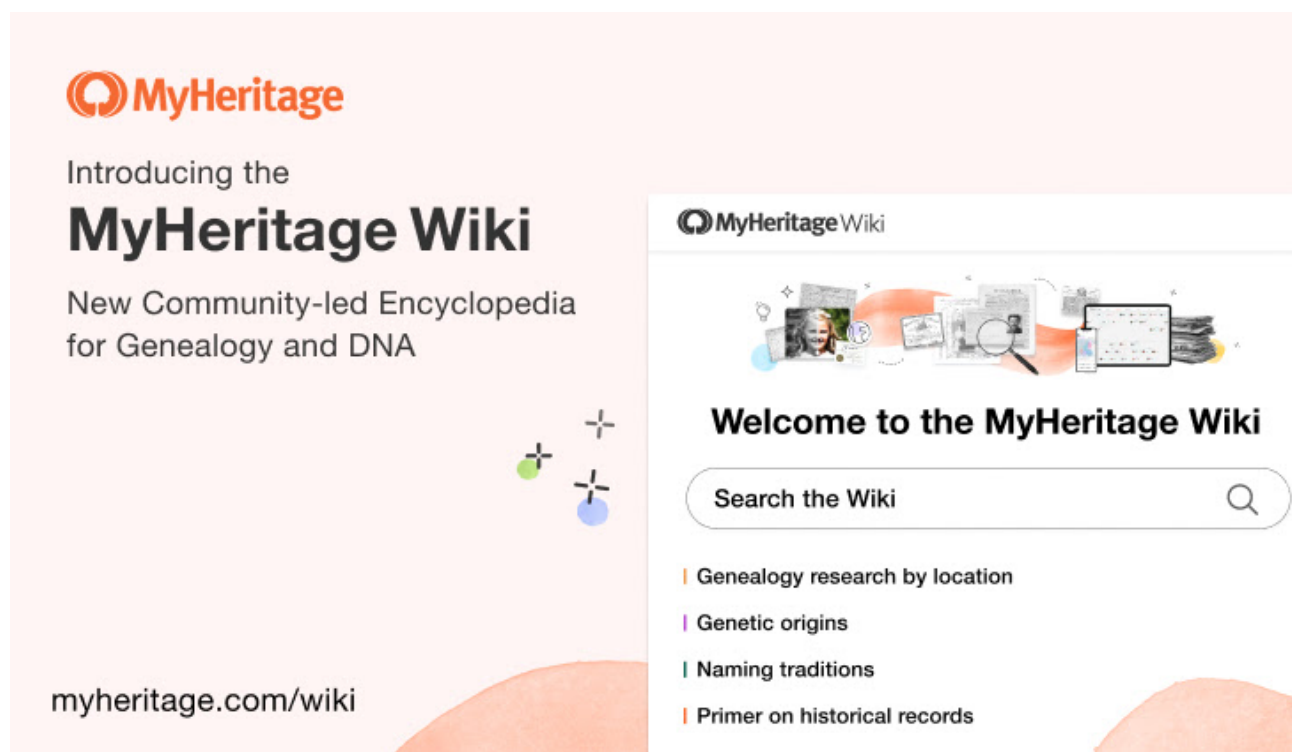 MyHeritage
Introducing the
MyHeritage Wiki
New Community-led Encyclopedia
for Genealogy and DNA
myheritage.com/wiki
MyHeritage Wiki
Welcome to the MyHeritage Wiki
Search the Wiki
Genealogy research by location
Genetic origins
Naming traditions
Primer on historical records